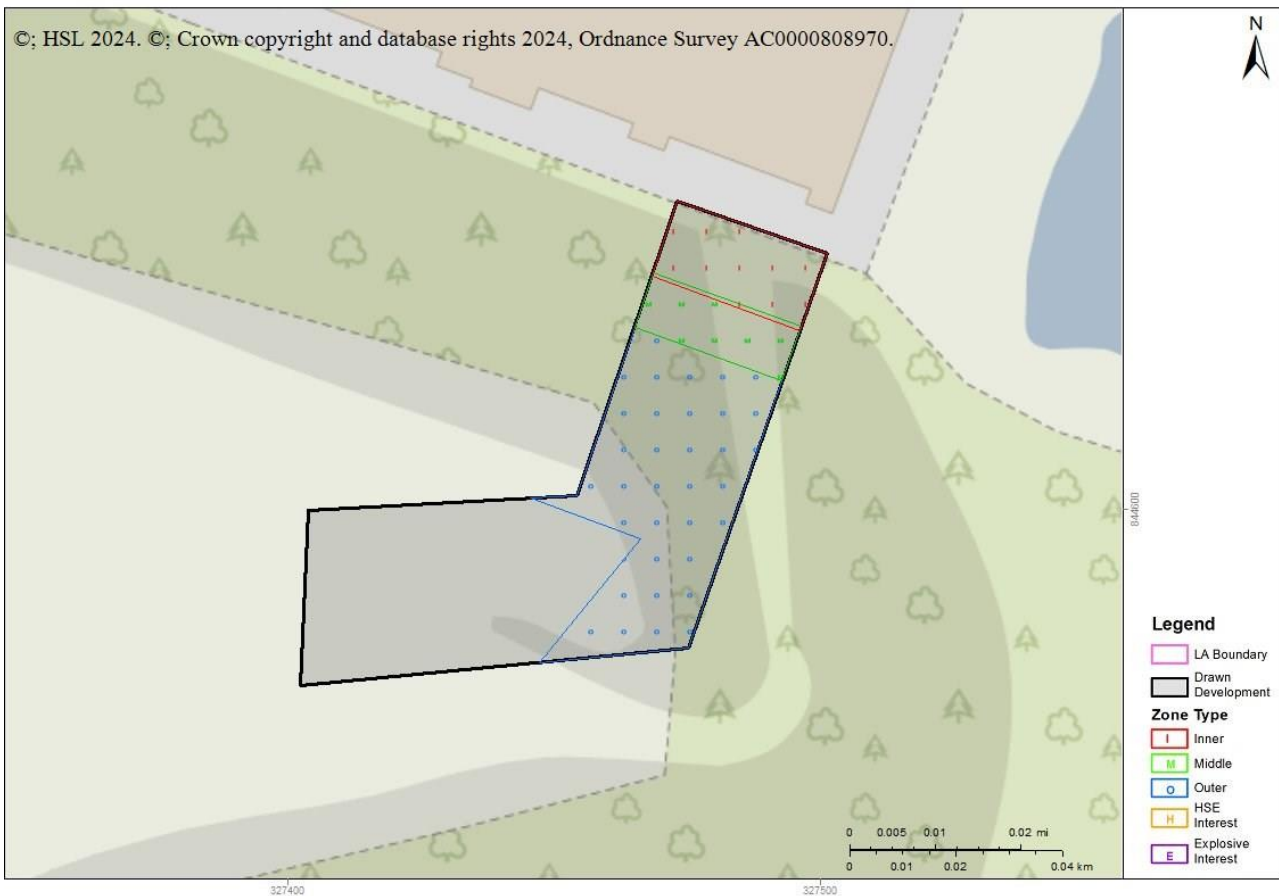 ©; HSL 2024. ©; Crown copyright and database rights 2024, Ordnance Survey AC0000808970.
N
844600
Legend
LA Boundary
Drawn
Development
Zone Type
I Inner
M Middle
O Outer
H HSE
Interest
E Explosive
Interest
0 0.005 0.01 0.02 mi
0 0.01 0.02 0.04 km
327400 327500